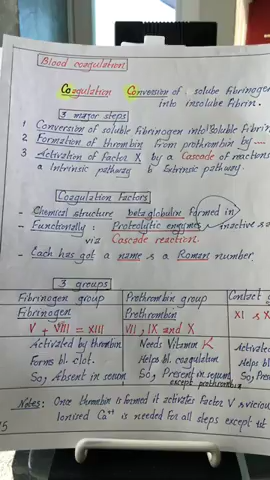 Blood coagulation
Coagulation Conversion of soluble fibrinogen
into insoluble fibrin.
3 major steps
1 Conversion of soluble fibrinogen into soluble fibrin
2 Formation of thrombin from prothrombin by ....
3 Activation of Factor X by a Cascade of reactions
a Intrinsic pathway b Extrinsic pathway.
Coagulation factors
- Chemical structure betaglobulins formed in
- Functionally: Proteolytic enzymes inactive
via Cascade reaction.
- Each has got a name & a Roman number.
3 groups
Fibrinogen group Prothrombin group Contact
Fibrinogen Prothrombin XI
V + VIII = XIII VII, IX and X
Activated by thrombin Needs Vitamin K Activated
Forms bl. clot. Helps bl. coagulation Helps bl
So, Absent in serum So, Present in serum So,
except prothrombin
Notes: Once thrombin is formed it activates Factor V & vicious
Ionised Ca++ is needed for all steps except 1st